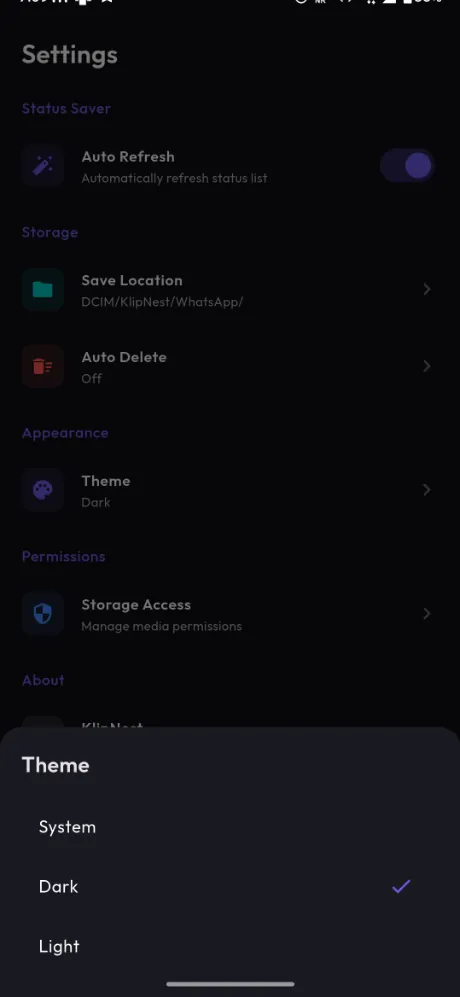 Settings
Status Saver
Auto Refresh
Automatically refresh status list
Storage
Save Location
DCIM/KlipNest/WhatsApp/
Auto Delete
Off
Appearance
Theme
Dark
Permissions
Storage Access
Manage media permissions
About
KlipNest
Theme
System
Dark
Light